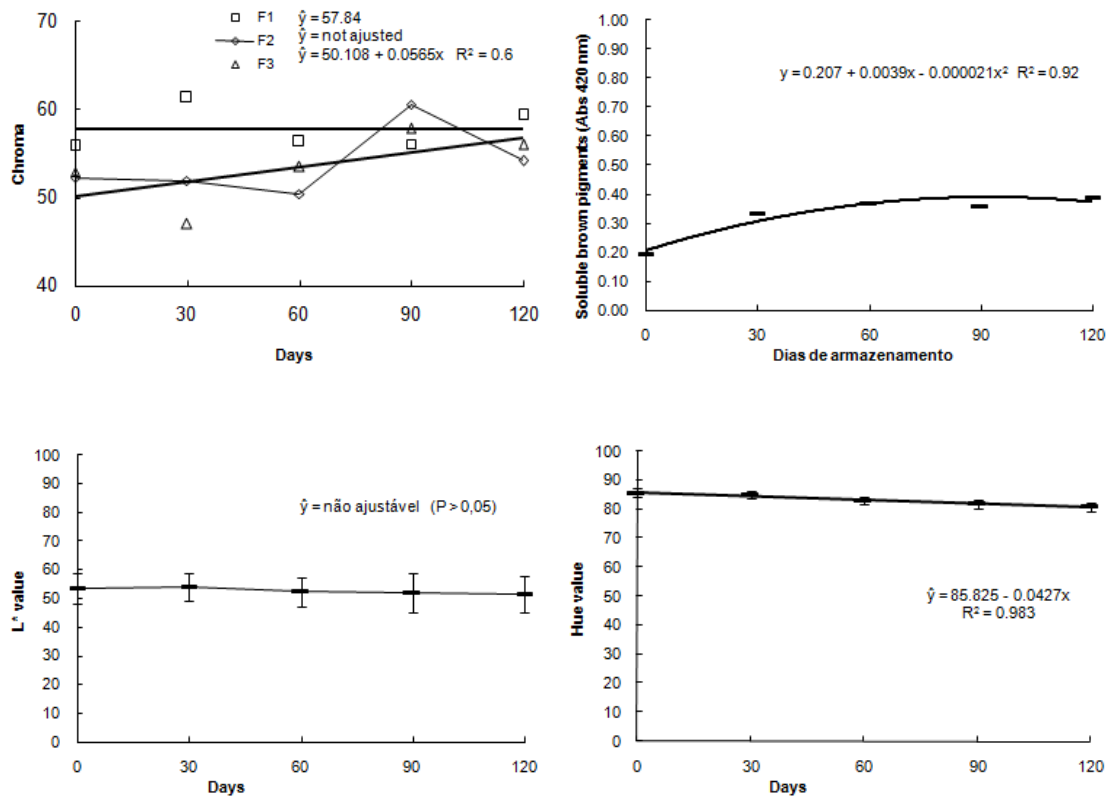 70
60
50
40
Chroma
F1 ŷ = 57.84
F2 ŷ = not ajusted
F3 ŷ = 50.108 + 0.0565x R² = 0.6
0 30 60 90 120
Days
1.00
0.90
0.80
0.70
0.60
0.50
0.40
0.30
0.20
0.10
0.00
Soluble brown pigments (Abs 420 nm)
y = 0.207 + 0.0039x - 0.000021x² R² = 0.92
0 30 60 90 120
Dias de armazenamento
100
90
80
70
60
50
40
30
20
10
0
L* value
ŷ = não ajustável (P > 0,05)
0 30 60 90 120
Days
100
90
80
70
60
50
40
30
20
10
0
Hue value
ŷ = 85.825 - 0.0427x
R² = 0.983
0 30 60 90 120
Days